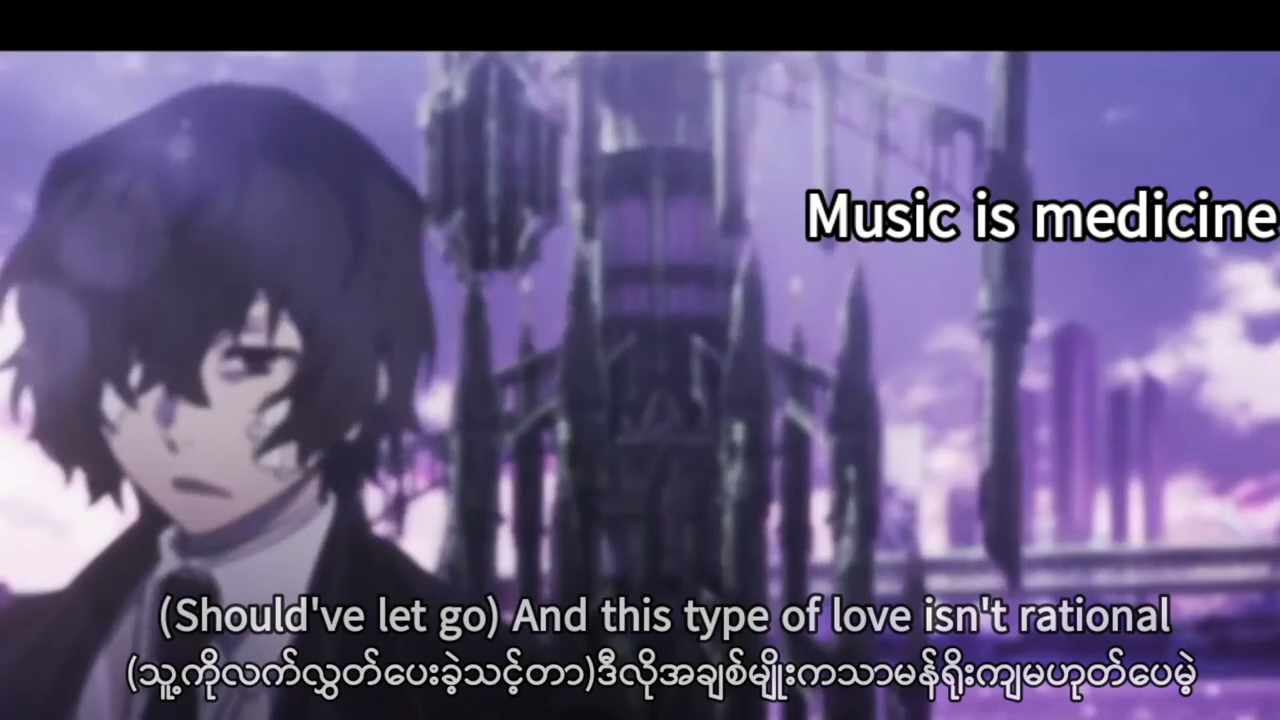 Music is medicine
(Should've let go) And this type of love isn't rational
(သူ့ကိုလက်လွှတ်ပေးခဲ့သင့်တာ)ဒီလိုအချစ်မျိုးကသာမန်ရိုးကျမဟုတ်ပေမဲ့